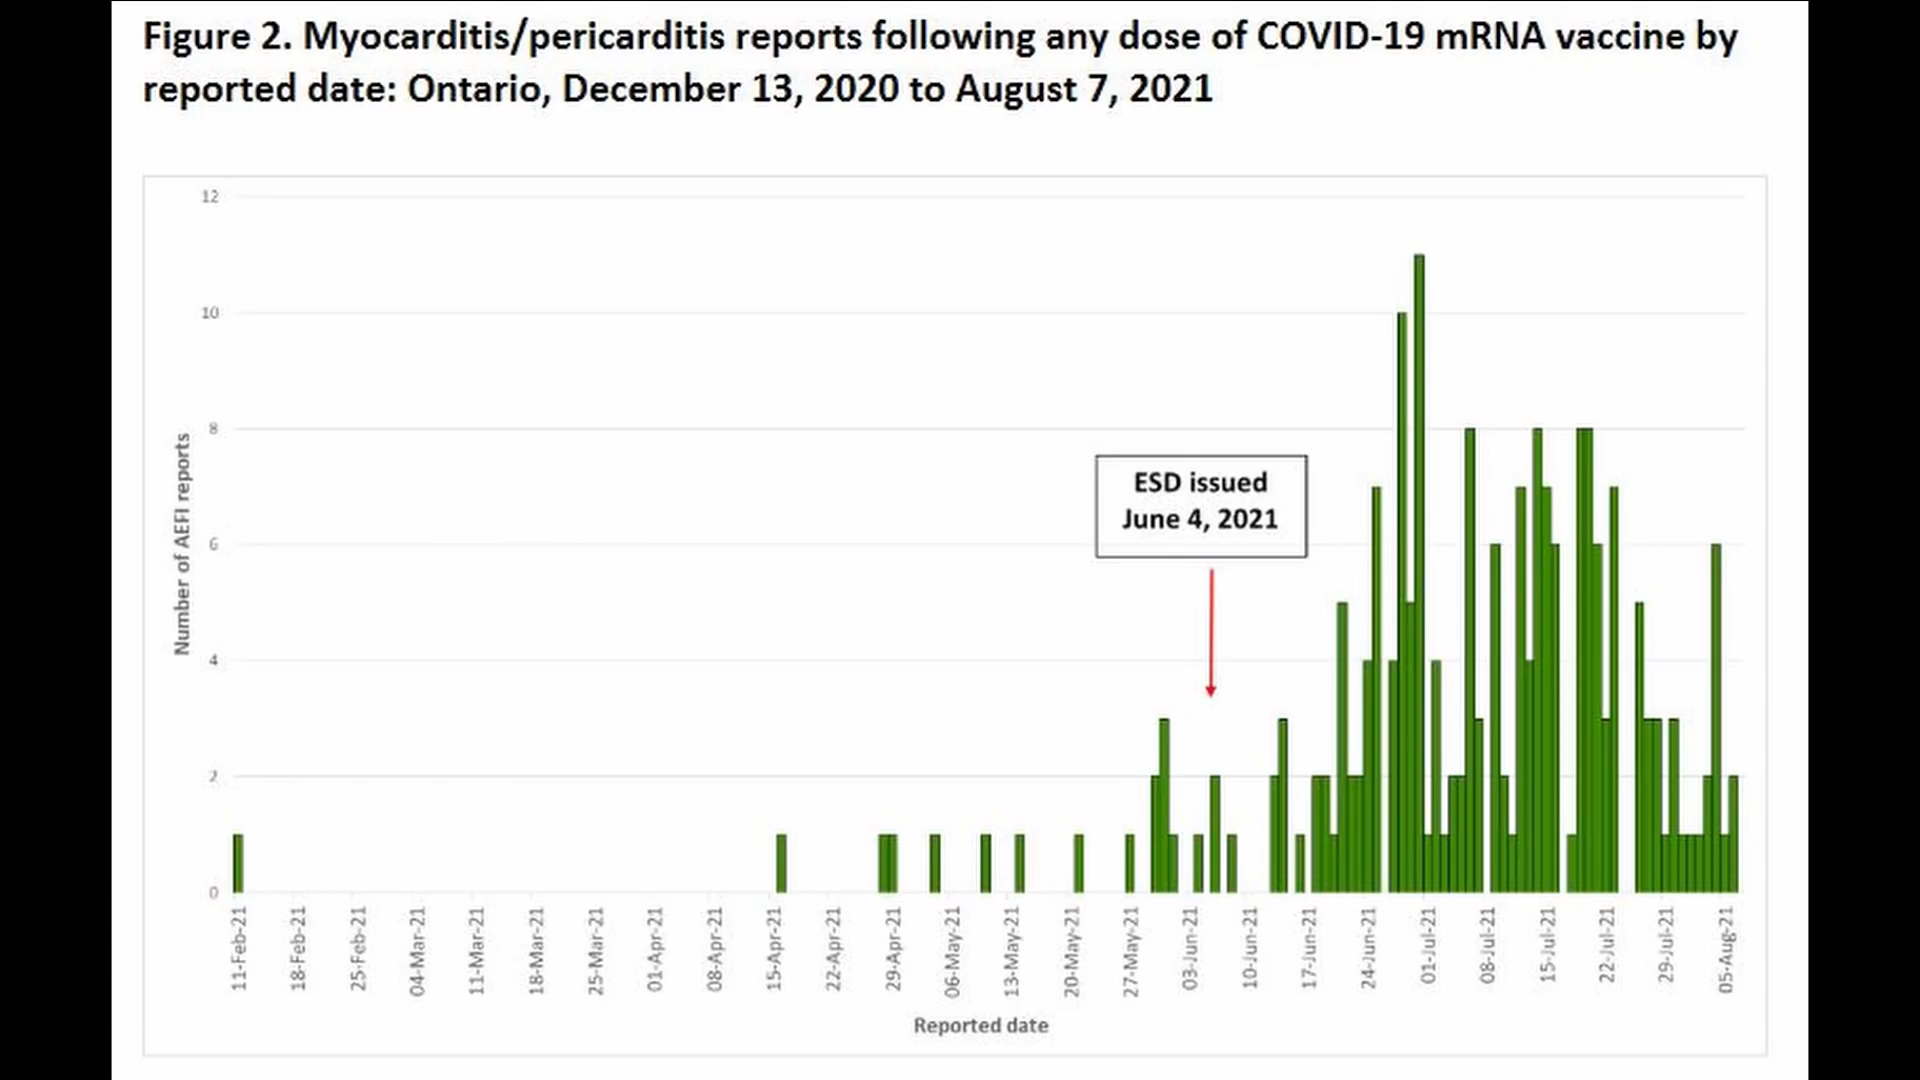 Figure 2. Myocarditis/pericarditis reports following any dose of COVID-19 mRNA vaccine by
reported date: Ontario, December 13, 2020 to August 7, 2021
12
10
8
6
4
2
0
Number of AEFI reports
ESD issued
June 4, 2021
11-Feb-21
18-Feb-21
25-Feb-21
04-Mar-21
11-Mar-21
18-Mar-21
25-Mar-21
01-Apr-21
08-Apr-21
15-Apr-21
22-Apr-21
29-Apr-21
06-May-21
13-May-21
20-May-21
27-May-21
03-Jun-21
10-Jun-21
17-Jun-21
24-Jun-21
01-Jul-21
08-Jul-21
15-Jul-21
22-Jul-21
29-Jul-21
05-Aug-21
Reported date